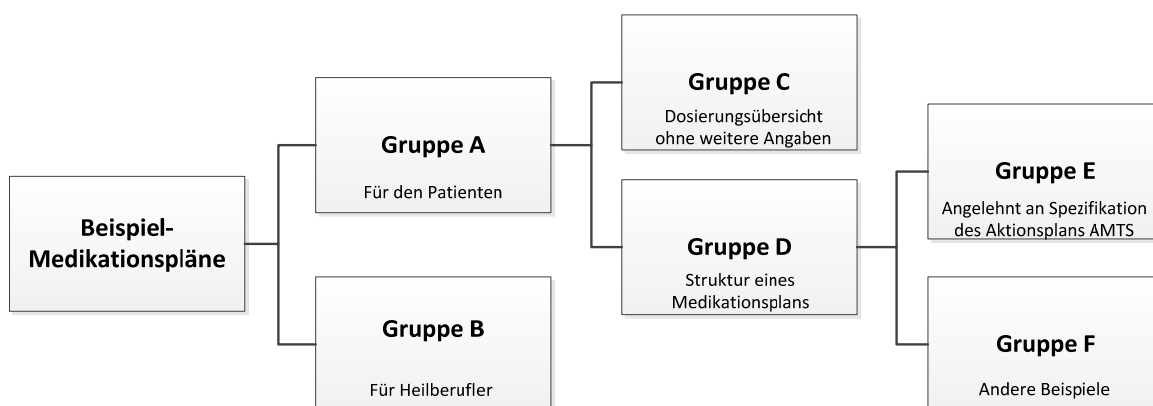 Beispiel-
Medikationspläne
Gruppe A
Für den Patienten
Gruppe B
Für Heilberufler
Gruppe C
Dosierungsübersicht
ohne weitere Angaben
Gruppe D
Struktur eines
Medikationsplans
Gruppe E
Angelehnt an Spezifikation
des Aktionsplans AMTS
Gruppe F
Andere Beispiele